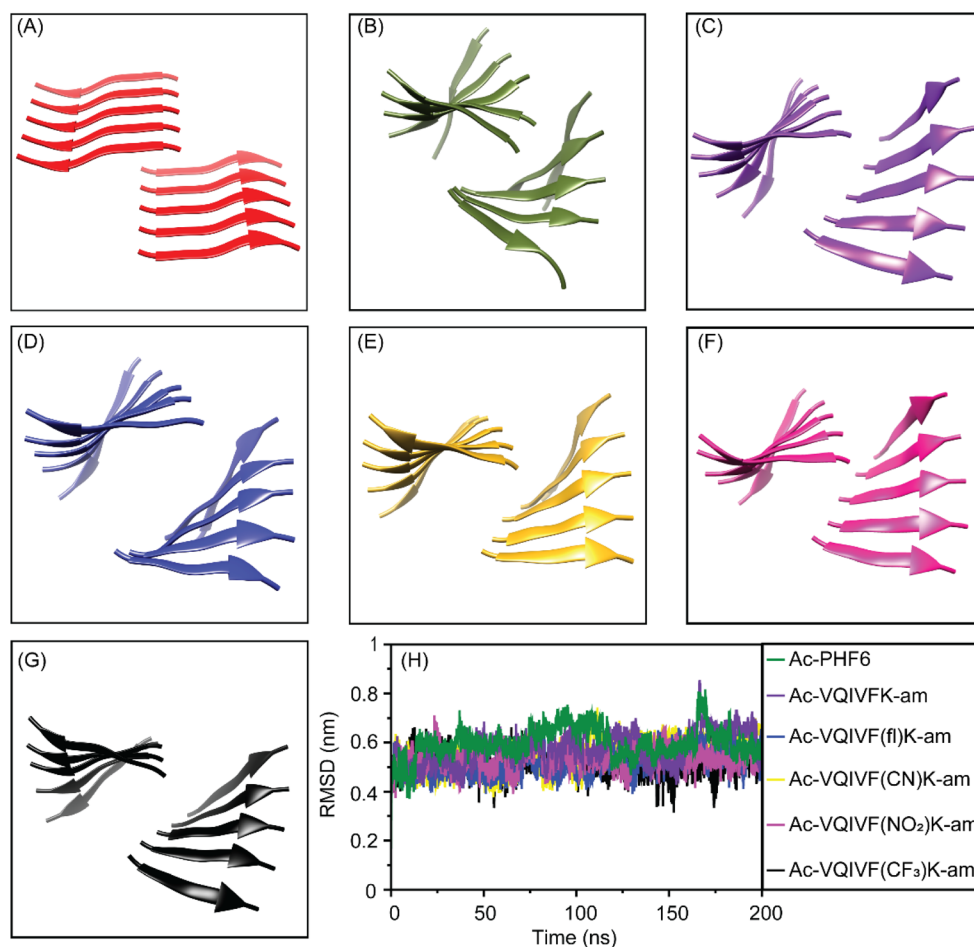 (A)
(B)
(C)
(D)
(E)
(F)
(G)
(H)
1
0.8
0.6
0.4
0.2
0
RMSD (nm)
0
50
100
150
200
Time (ns)
Ac-PHF6
Ac-VQIVFK-am
Ac-VQIVF(fl)K-am
Ac-VQIVF(CN)K-am
Ac-VQIVF(NO₂)K-am
Ac-VQIVF(CF₃)K-am